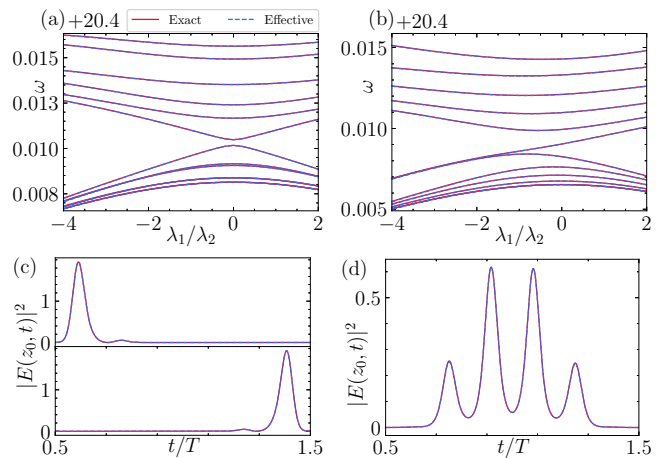 (a) +20.4 Exact Effective (b) +20.4
0.015 0.015
ω ω
0.013
0.010 0.010
0.008
0.005
−4 −2 0 2 −4 −2 0 2
λ₁/λ₂ λ₁/λ₂
(c) (d)
1 0.5
0
|E(z₀, t)|² |E(z₀, t)|²
1
0 0
0.5 t/T 1.5 0.5 t/T 1.5